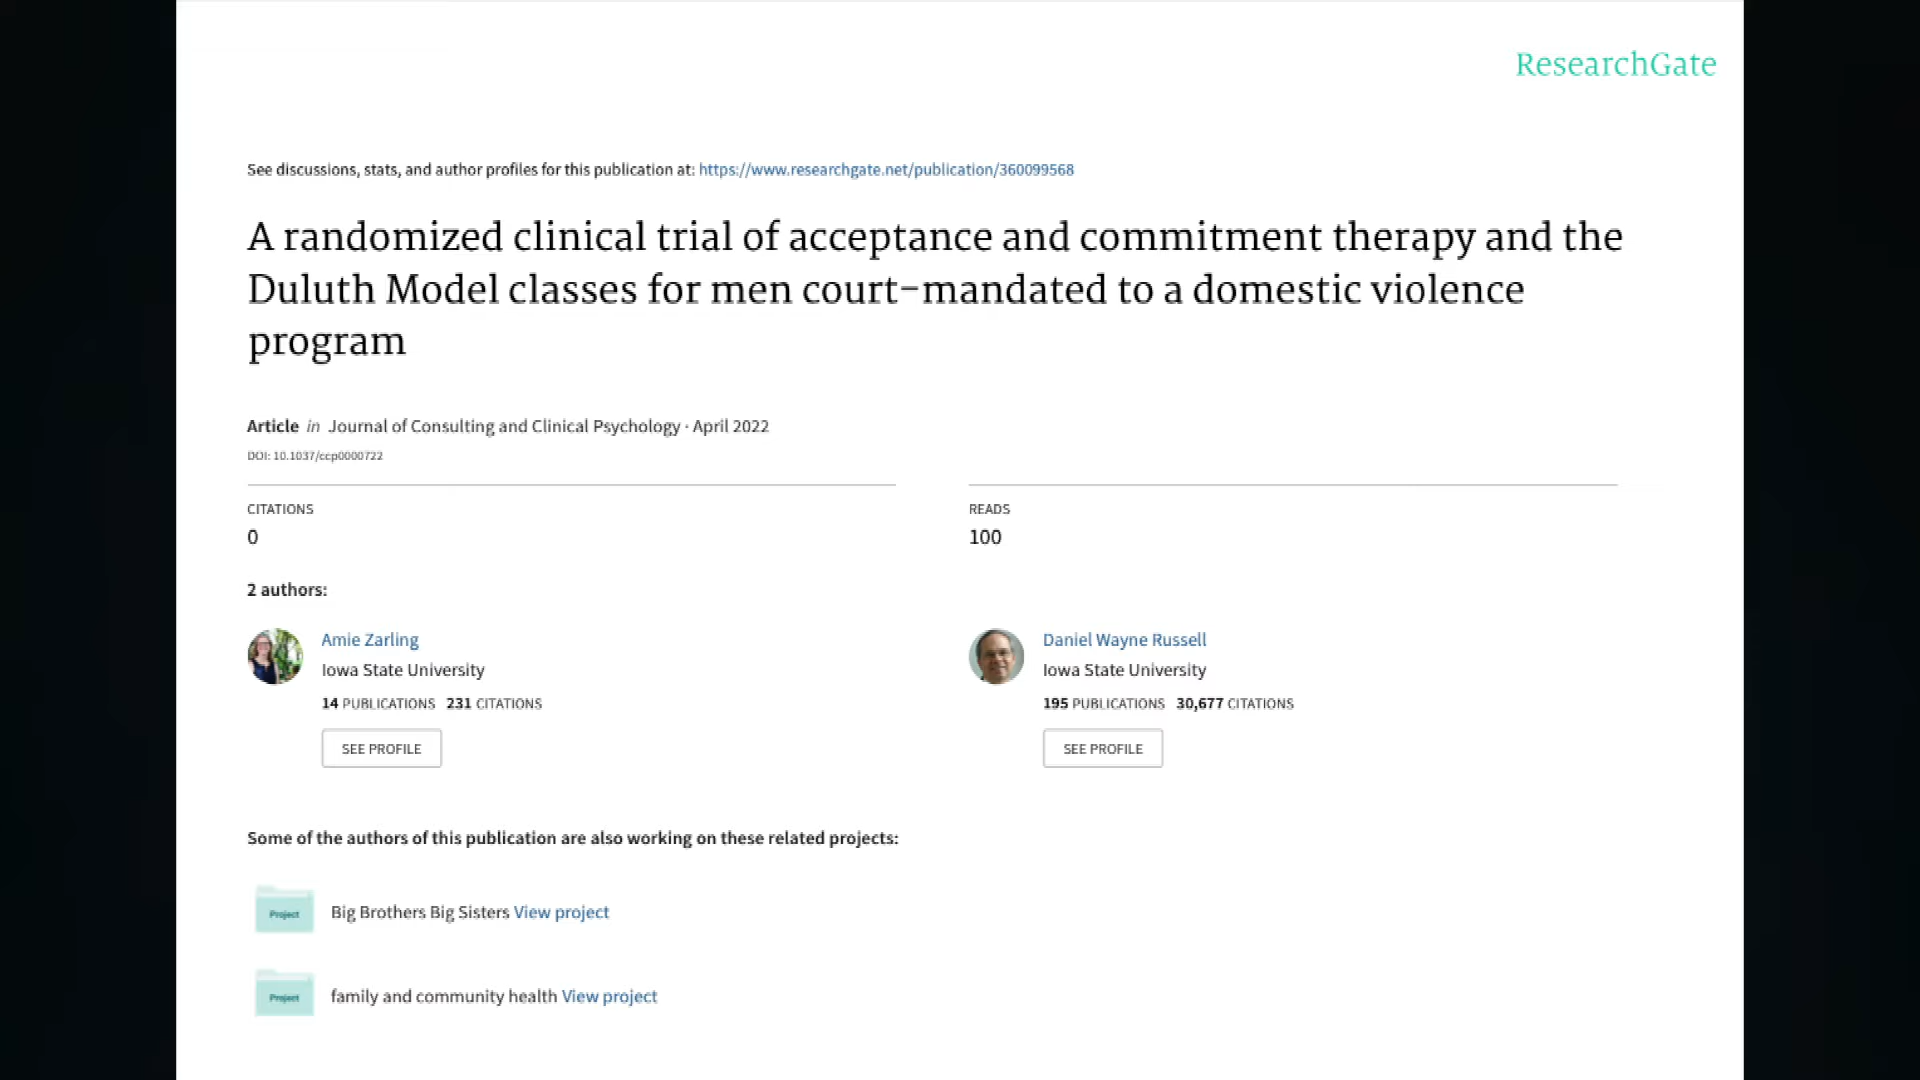 ResearchGate
See discussions, stats, and author profiles for this publication at: https://www.researchgate.net/publication/360099568
A randomized clinical trial of acceptance and commitment therapy and the
Duluth Model classes for men court-mandated to a domestic violence
program
Article in Journal of Consulting and Clinical Psychology · April 2022
DOI: 10.1037/ccp0000722
CITATIONS
0
READS
100
2 authors:
Amie Zarling
Iowa State University
14 PUBLICATIONS 231 CITATIONS
SEE PROFILE
Daniel Wayne Russell
Iowa State University
195 PUBLICATIONS 30,677 CITATIONS
SEE PROFILE
Some of the authors of this publication are also working on these related projects:
Project
Big Brothers Big Sisters View project
Project
family and community health View project